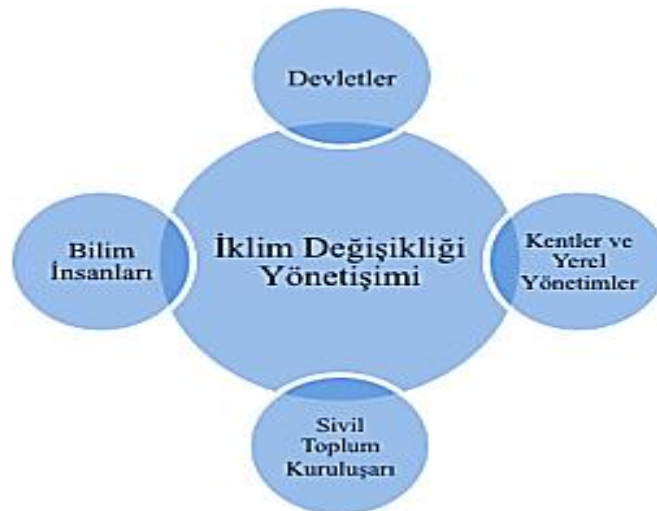 Devletler
İklim Değişikliği
Yönetişimi
Bilim
İnsanları
Kentler ve
Yerel
Yönetimler
Sivil
Toplum
Kuruluşarı